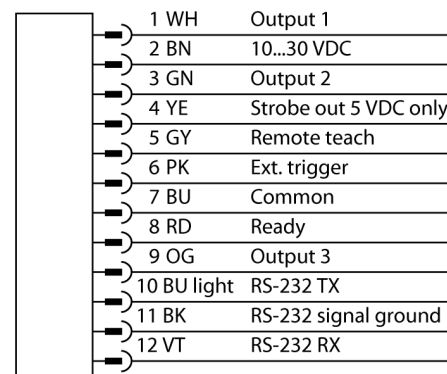 1 WH Output 1
2 BN 10...30 VDC
3 GN Output 2
4 YE Strobe out 5 VDC only
5 GY Remote teach
6 PK Ext. trigger
7 BU Common
8 RD Ready
9 OG Output 3
10 BU light RS-232 TX
11 BK RS-232 signal ground
12 VT RS-232 RX